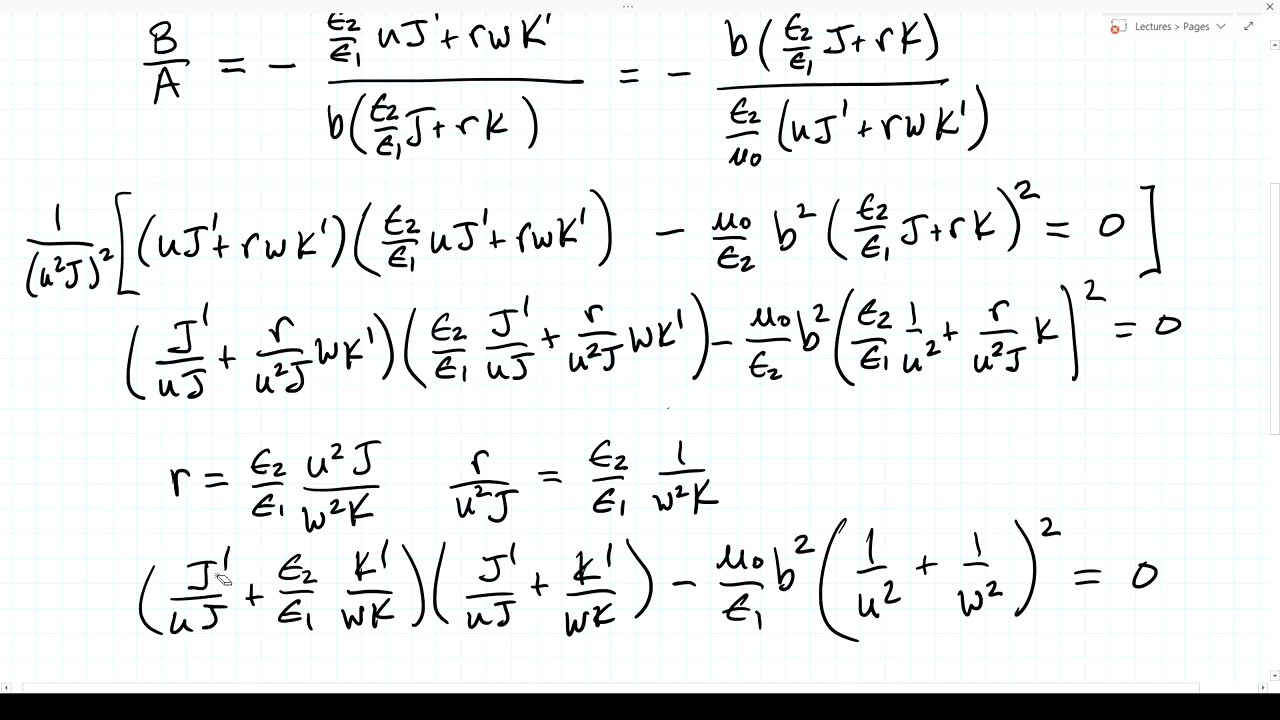 Lectures > Pages
B/A = - (ϵ₂/ϵ₁ uJ' + rwK') / (b(ϵ₂/ϵ₁ J + rK)) = - b(ϵ₂/ϵ₁ J + rK) / (ϵ₂/μ₀ (uJ' + rwK'))
1/(u²J)² [(uJ' + rwK')(ϵ₂/ϵ₁ uJ' + rwK') - μ₀/ϵ₂ b² (ϵ₂/ϵ₁ J + rK)² = 0]
(J'/uJ + r/u²J wK')(ϵ₂/ϵ₁ J'/uJ + r/u²J wK') - μ₀/ϵ₂ b² (ϵ₂/ϵ₁ 1/u² + r/u²J K)² = 0
r = ϵ₂/ϵ₁ u²J/w²K    r/u²J = ϵ₂/ϵ₁ 1/w²K
(J'/uJ + ϵ₂/ϵ₁ K'/wK)(J'/uJ + K'/wK) - μ₀/ϵ₁ b² (1/u² + 1/w²)² = 0